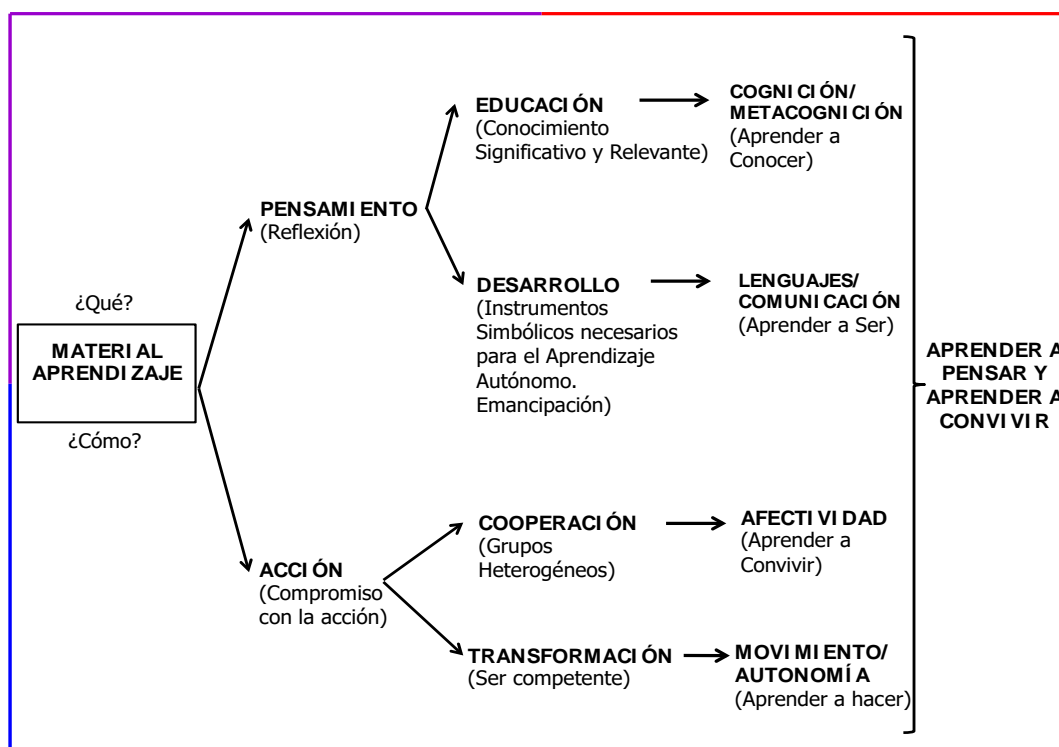 ¿Qué?
MATERIAL
APRENDIZAJE
¿Cómo?
PENSAMIENTO
(Reflexión)
ACCIÓN
(Compromiso
con la acción)
EDUCACIÓN
(Conocimiento
Significativo y Relevante)
DESARROLLO
(Instrumentos
Simbólicos necesarios
para el Aprendizaje
Autónomo.
Emancipación)
COOPERACIÓN
(Grupos
Heterogéneos)
TRANSFORMACIÓN
(Ser competente)
COGNICIÓN/
METACOGNICIÓN
(Aprender a
Conocer)
LENGUAJES/
COMUNICACIÓN
(Aprender a Ser)
AFECTIVIDAD
(Aprender a
Convivir)
MOVIMIENTO/
AUTONOMÍA
(Aprender a hacer)
APRENDER A
PENSAR Y
APRENDER A
CONVIVIR